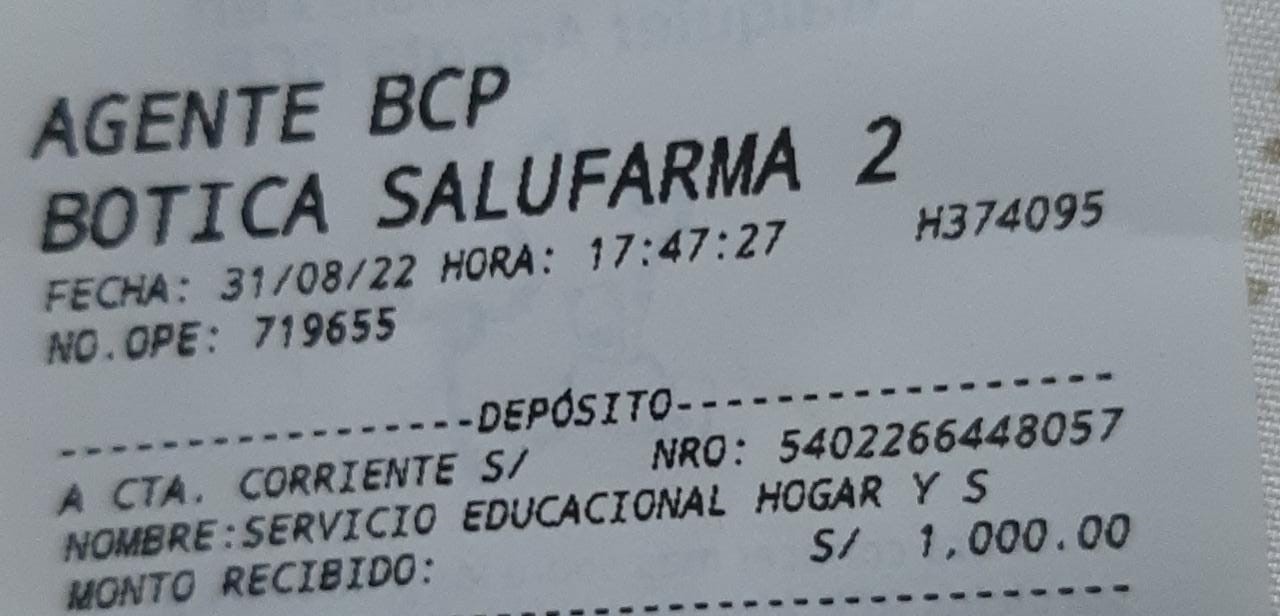 AGENTE BCP
BOTICA SALUFARMA 2
FECHA: 31/08/22 HORA: 17:47:27 H374095
NO.OPE: 719655
-----------------DEPÓSITO-----------------
A CTA. CORRIENTE S/ NRO: 5402266448057
NOMBRE:SERVICIO EDUCACIONAL HOGAR Y S
MONTO RECIBIDO: S/ 1,000.00